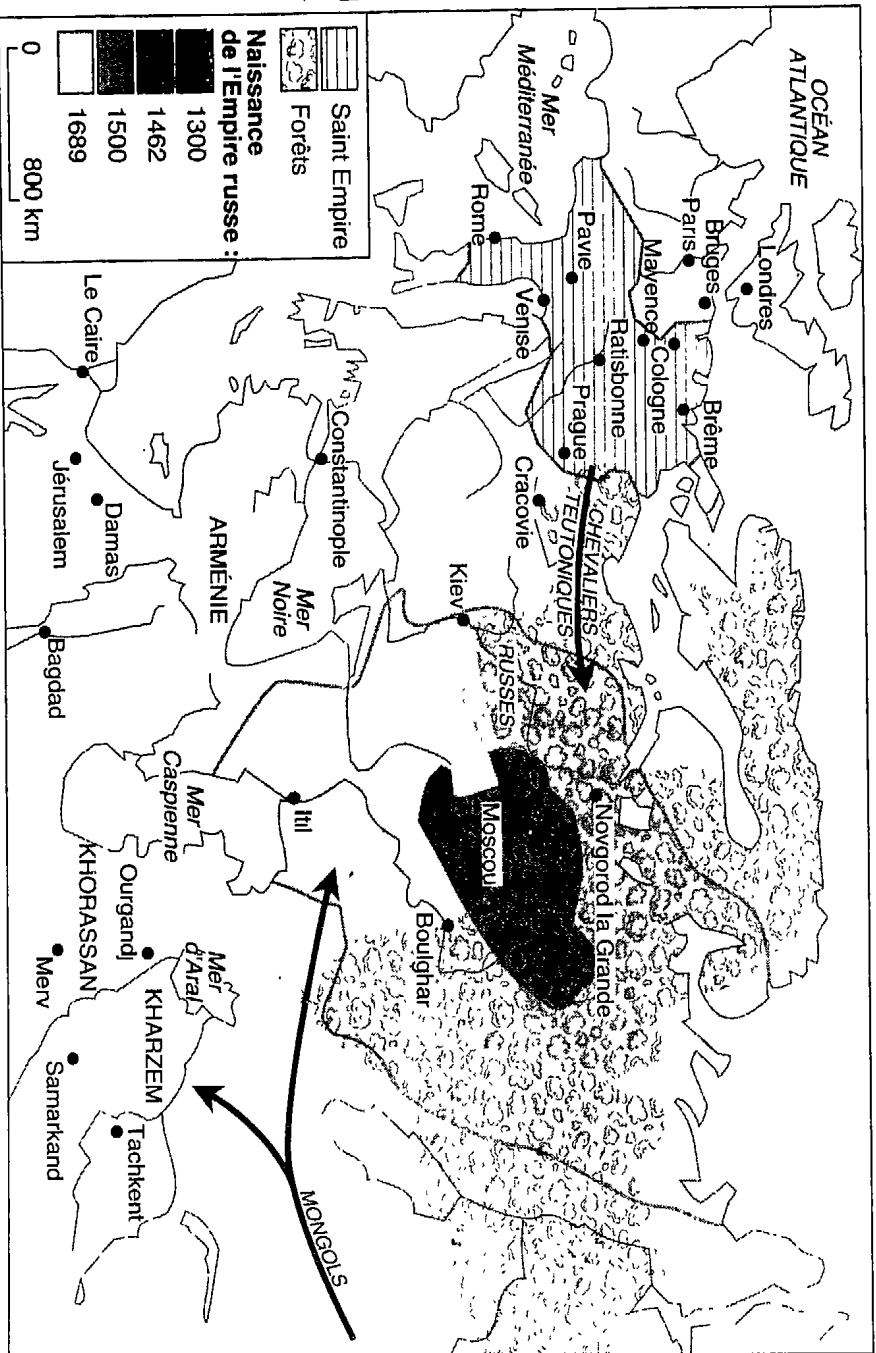 OCÉAN
ATLANTIQUE
Londres
Bruges
Paris
Brême
Cologne
Mayence
Ratisbonne
Prague
Pavie
Venise
Rome
Mer
Méditerranée
Cracovie
CHEVALIERS
TEUTONIQUES
Novgorod la Grande
RUSSES
Kiev
Moscou
Boulghar
Constantinople
Mer
Noire
ARMÉNIE
Itil
Mer
Caspienne
Mer
d'Aral
MONGOLS
Ourgandj
KHARZEM
KHORASSAN
Merv
Samarkand
Tachkent
Le Caire
Jérusalem
Damas
Bagdad
Saint Empire
Forêts
Naissance
de l'Empire russe :
1300
1462
1500
1689
0 800 km